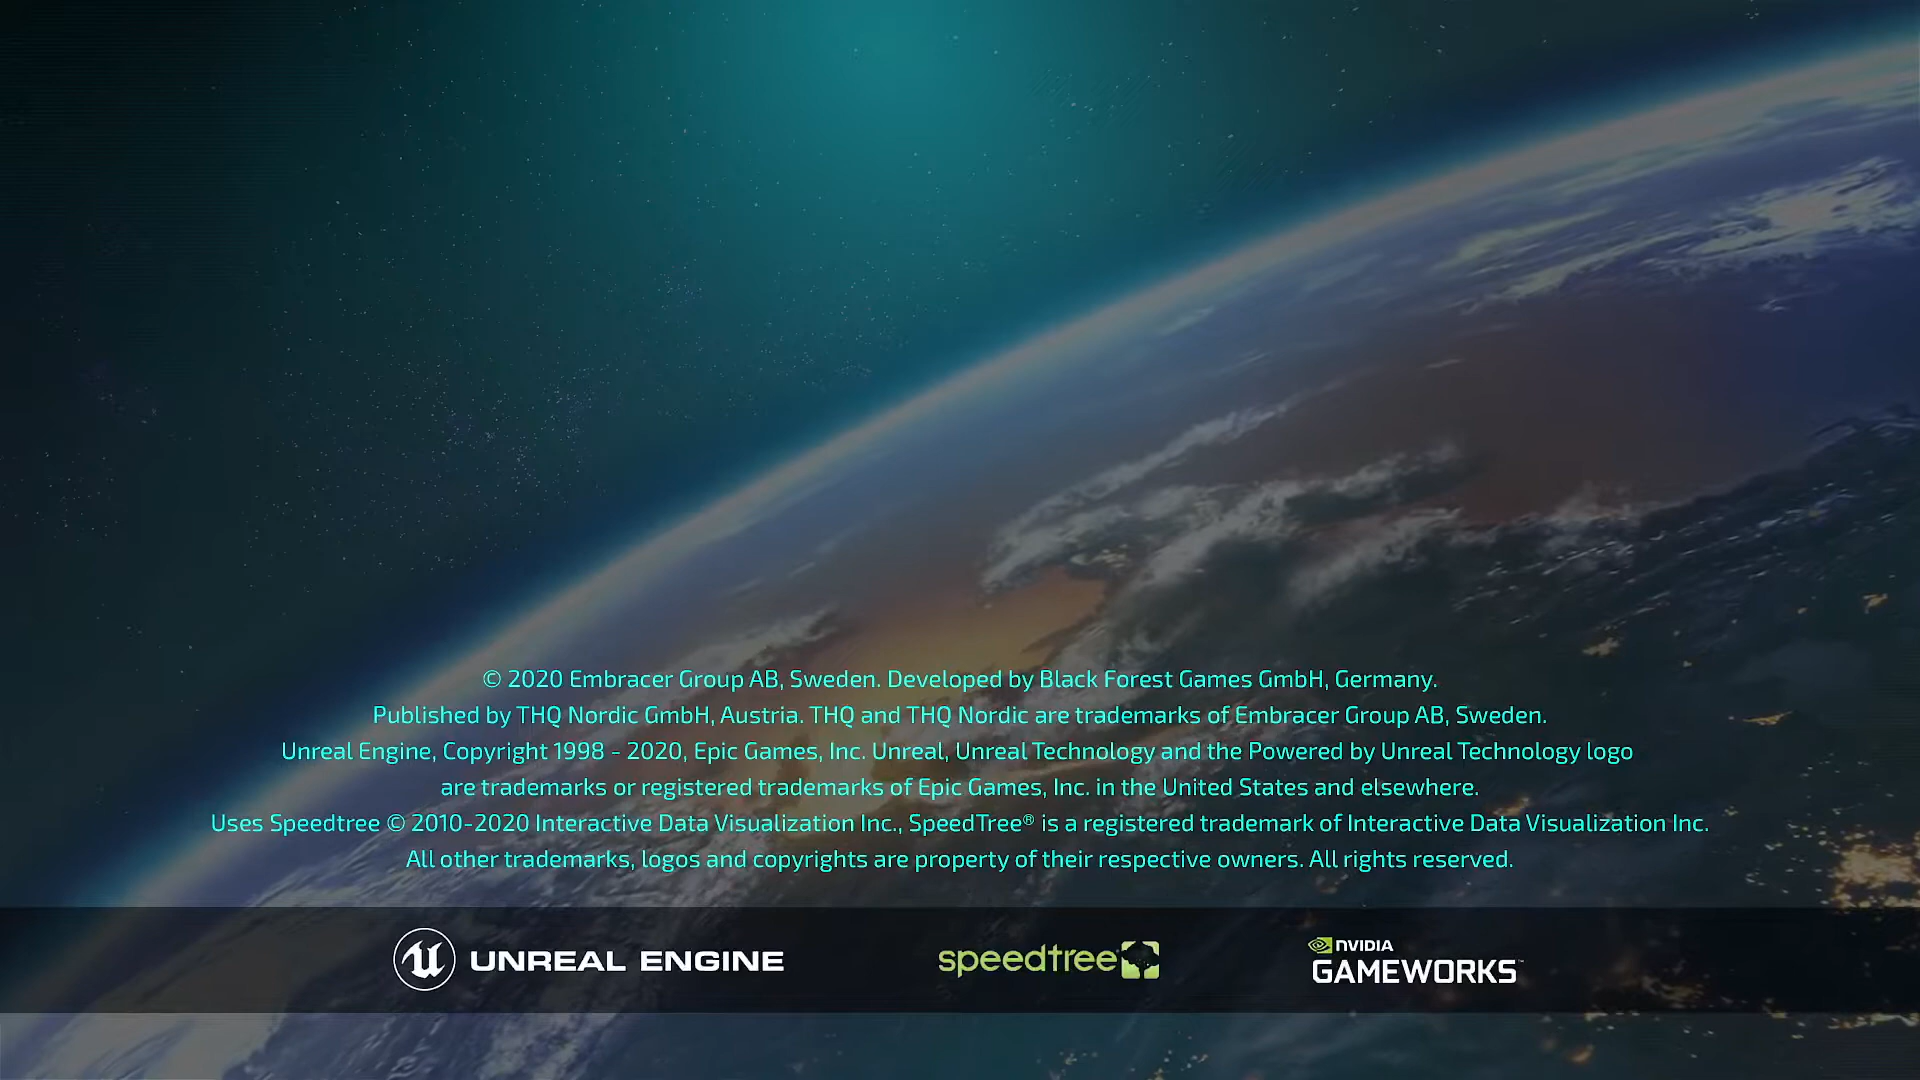 © 2020 Embracer Group AB, Sweden. Developed by Black Forest Games GmbH, Germany.
Published by THQ Nordic GmbH, Austria. THQ and THQ Nordic are trademarks of Embracer Group AB, Sweden.
Unreal Engine, Copyright 1998 - 2020, Epic Games, Inc. Unreal, Unreal Technology and the Powered by Unreal Technology logo
are trademarks or registered trademarks of Epic Games, Inc. in the United States and elsewhere.
Uses Speedtree © 2010-2020 Interactive Data Visualization Inc., SpeedTree® is a registered trademark of Interactive Data Visualization Inc.
All other trademarks, logos and copyrights are property of their respective owners. All rights reserved.
UNREAL ENGINE
speedtree
NVIDIA
GAMEWORKS™